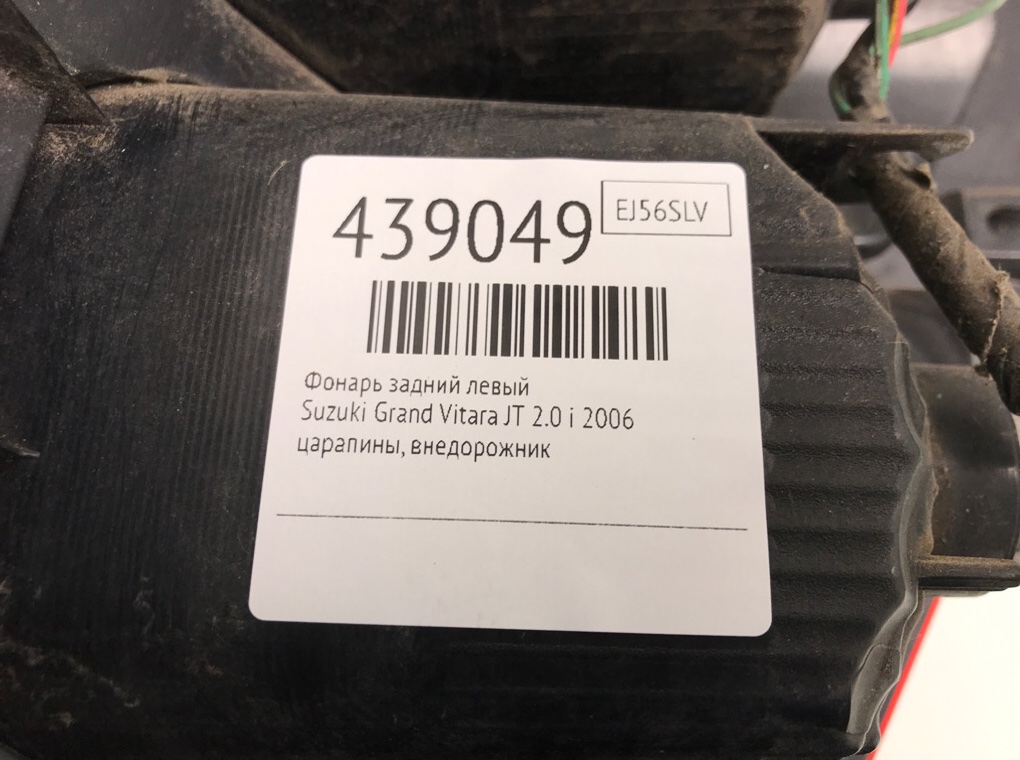 439049
EJ56SLV
Фонарь задний левый
Suzuki Grand Vitara JT 2.0 i 2006
царапины, внедорожник